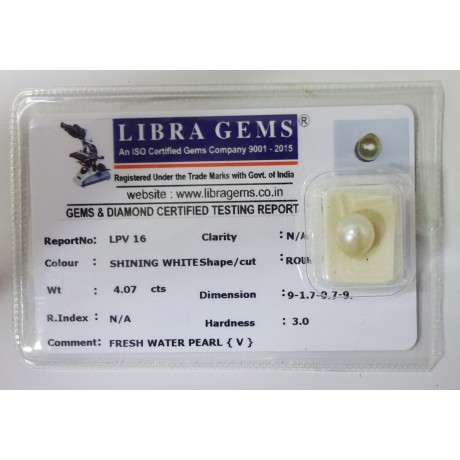 LIBRA GEMS ®
An ISO Certified Gems Company 9001 - 2015
Registered Under the Trade Marks with Govt. of India
website : www.libragems.co.in
GEMS & DIAMOND CERTIFIED TESTING REPORT
ReportNo: LPV 16 Clarity : N/A
Colour : SHINING WHITE Shape/cut : ROU
Wt : 4.07 cts Dimension :
R.Index : N/A Hardness : 3.0
Comment: FRESH WATER PEARL { V }